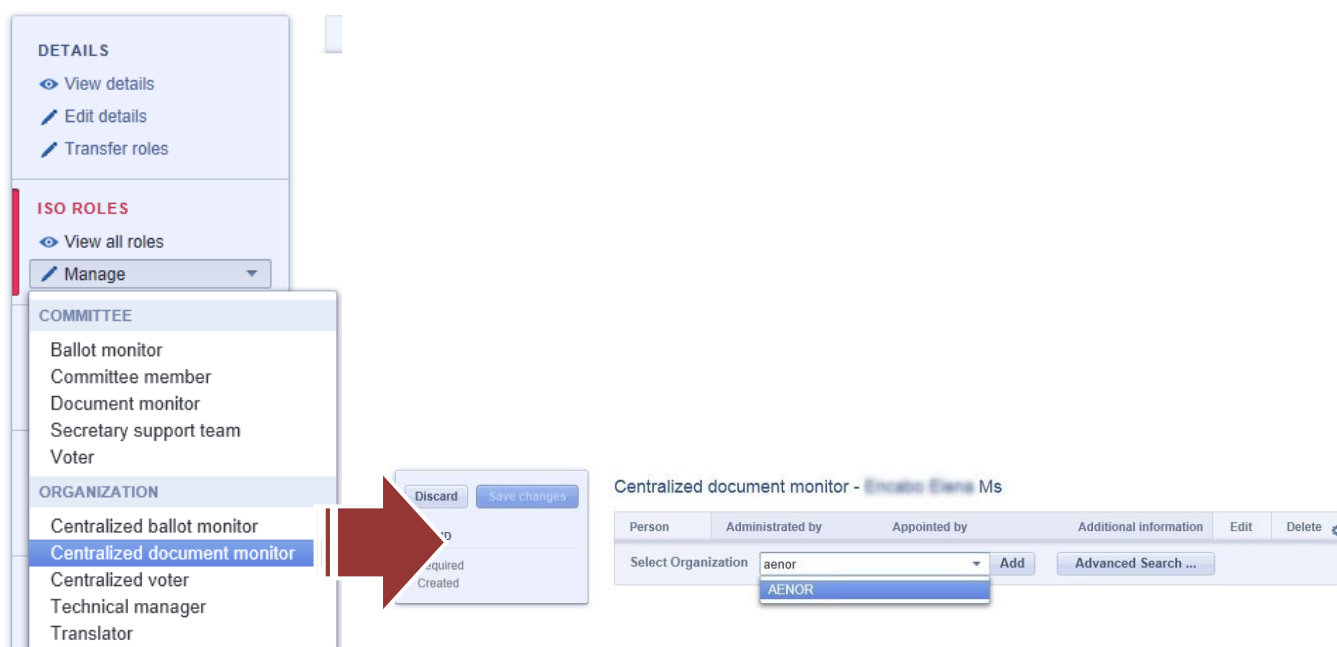 DETAILS
View details
Edit details
Transfer roles
ISO ROLES
View all roles
Manage
COMMITTEE
Ballot monitor
Committee member
Document monitor
Secretary support team
Voter
ORGANIZATION
Centralized ballot monitor
Centralized document monitor
Centralized voter
Technical manager
Translator
Discard Save changes
equired
Created
Centralized document monitor - Ms
Person Administrated by Appointed by Additional information Edit Delete
Select Organization aenor Add Advanced Search ...
AENOR